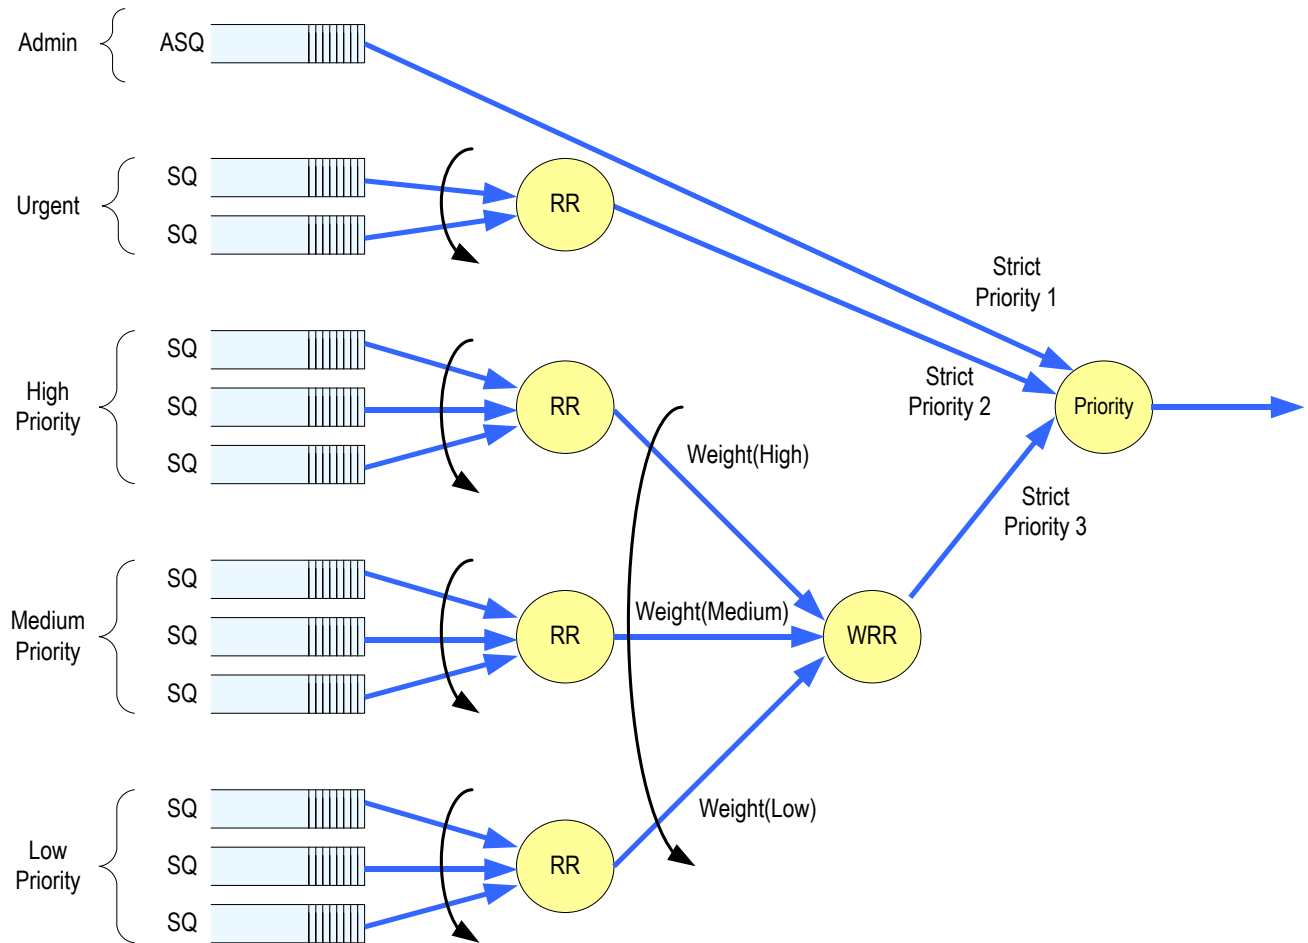 Admin
ASQ
Urgent
SQ
SQ
RR
Strict
Priority 1
High
Priority
SQ
SQ
SQ
RR
Strict
Priority 2
Priority
Weight(High)
Strict
Priority 3
Medium
Priority
SQ
SQ
SQ
RR
Weight(Medium)
WRR
Low
Priority
SQ
SQ
SQ
RR
Weight(Low)